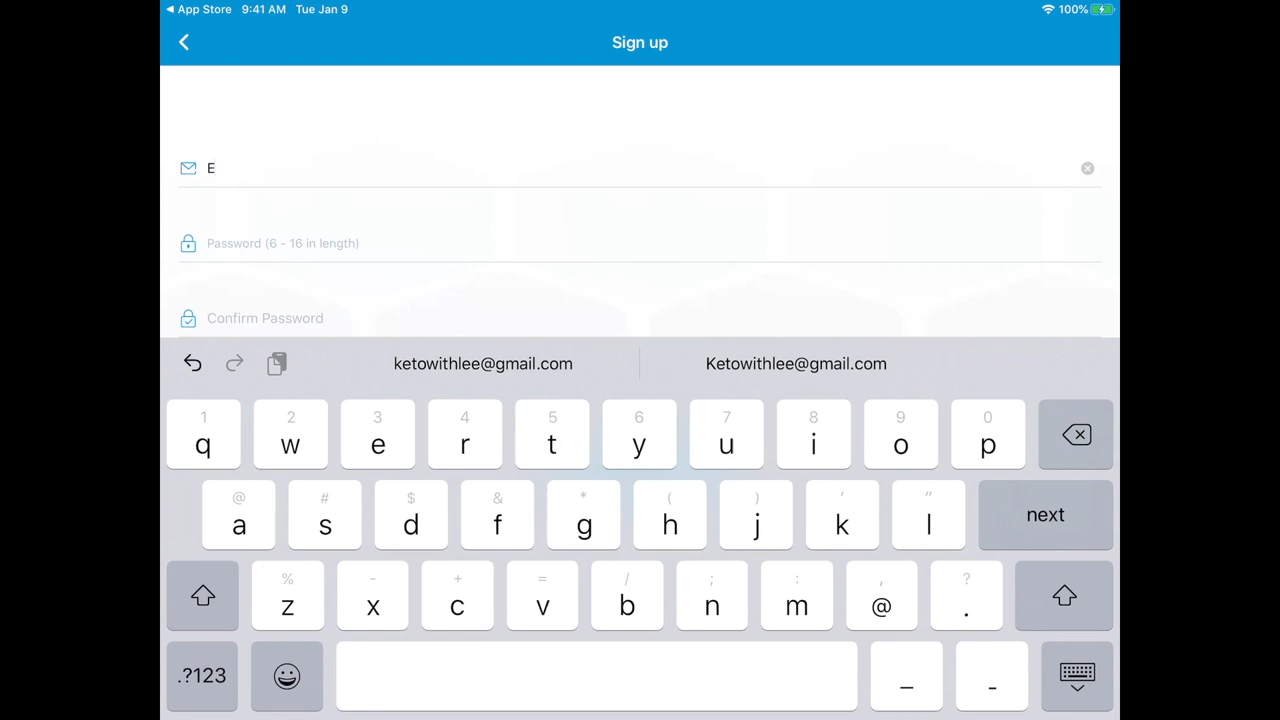 App Store 9:41 AM Tue Jan 9 100%
Sign up
E
Password (6 - 16 in length)
Confirm Password
ketowithlee@gmail.com Ketowithlee@gmail.com
1 2 3 4 5 6 7 8 9 0
q w e r t y u i o p
@ # $ & * ( ) ' "
a s d f g h j k l next
% - + = / ; : , ?
z x c v b n m @ .
.?123 _ -